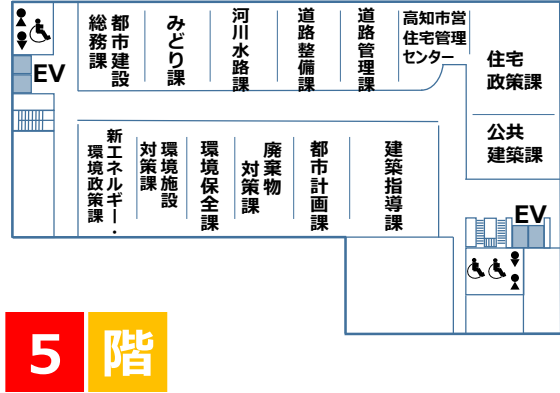 EV
都市建設
総務課
みどり課
河川水路課
道路整備課
道路管理課
高知市営
住宅管理
センター
住宅
政策課
公共
建築課
新エネルギー・
環境政策課
環境施設
対策課
環境保全課
廃棄物
対策課
都市計画課
建築指導課
EV
5 階